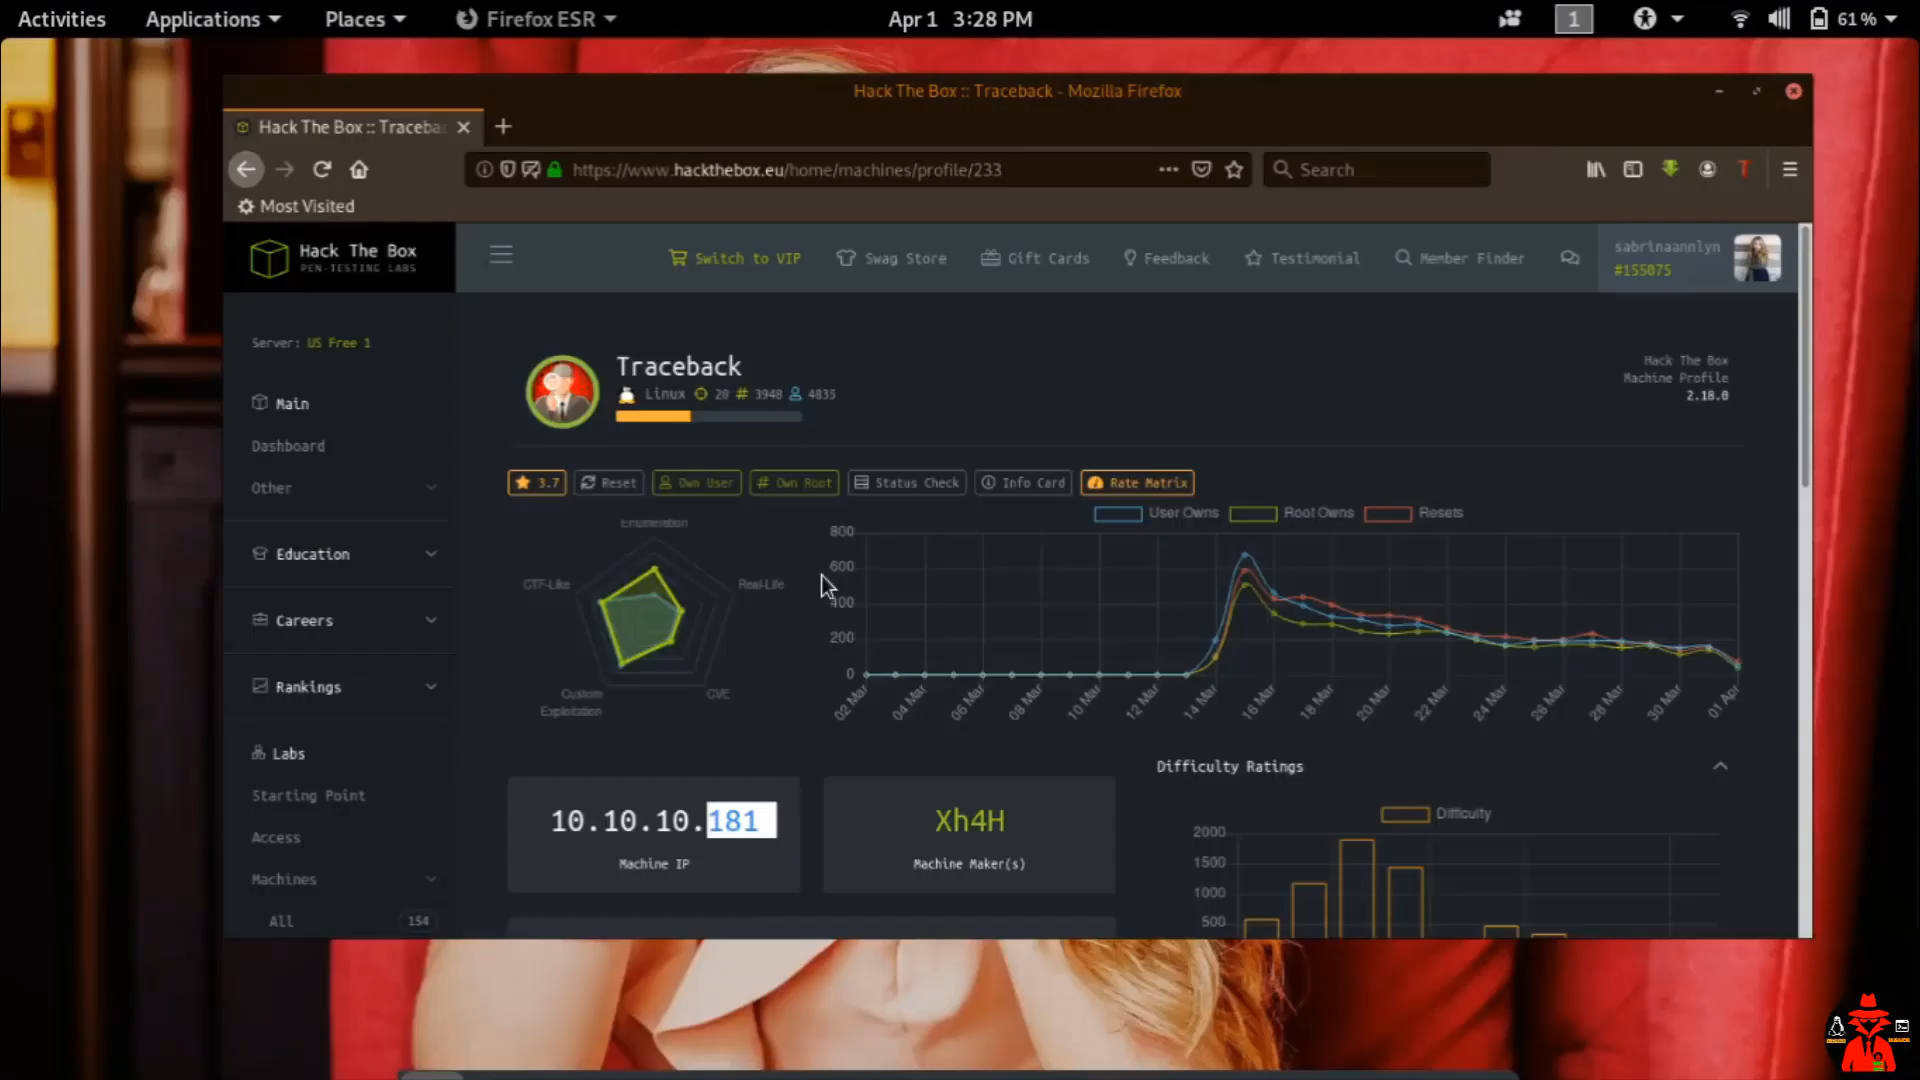 Activities Applications Places Firefox ESR Apr 1 3:28 PM 1 61 %
Hack The Box :: Traceback - Mozilla Firefox
Hack The Box :: Traceba
https://www.hackthebox.eu/home/machines/profile/233 Search
Most Visited
Hack The Box
PEN-TESTING LABS
Switch to VIP Swag Store Gift Cards Feedback Testimonial Member Finder
sabrinaannlyn
#155075
Server: US Free 1
Main
Dashboard
Other
Education
Careers
Rankings
Labs
Starting Point
Access
Machines
All 154
Traceback
Linux 20 # 3948 4835
Hack The Box
Machine Profile
2.18.0
3.7 Reset Own User # Own Root Status Check Info Card Rate Matrix
Enumeration
CTF-Like Real-Life
Custom
Exploitation
CVE
User Owns Root Owns Resets
800
600
400
200
0
02 Mar 04 Mar 06 Mar 08 Mar 10 Mar 12 Mar 14 Mar 16 Mar 18 Mar 20 Mar 22 Mar 24 Mar 26 Mar 28 Mar 30 Mar 01 Apr
10.10.10.181
Machine IP
Xh4H
Machine Maker(s)
Difficulty Ratings
Difficulty
2000
1500
1000
500